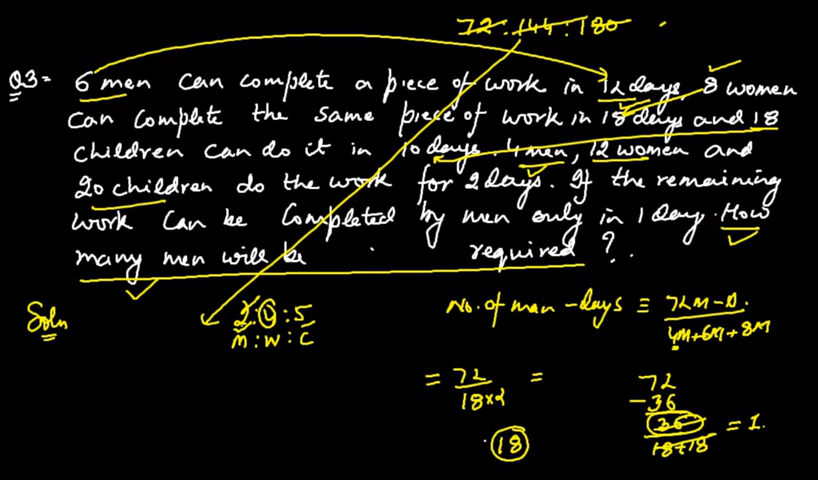 72 : 144 : 180
Q3 = 6 men can complete a piece of work in 12 days. 8 women
can complete the same piece of work in 18 days and 18
children can do it in 10 days. 4 men, 12 women and
20 children do the work for 2 days. If the remaining
work can be completed by men only in 1 day. How
many men will be required ?
Soln
2 : 4 : 5
M : W : C
No. of man-days ≡ 72M-D.
4M+6M+8M
= 72 =
18×2
72
-36
36 = 1.
18+18
18